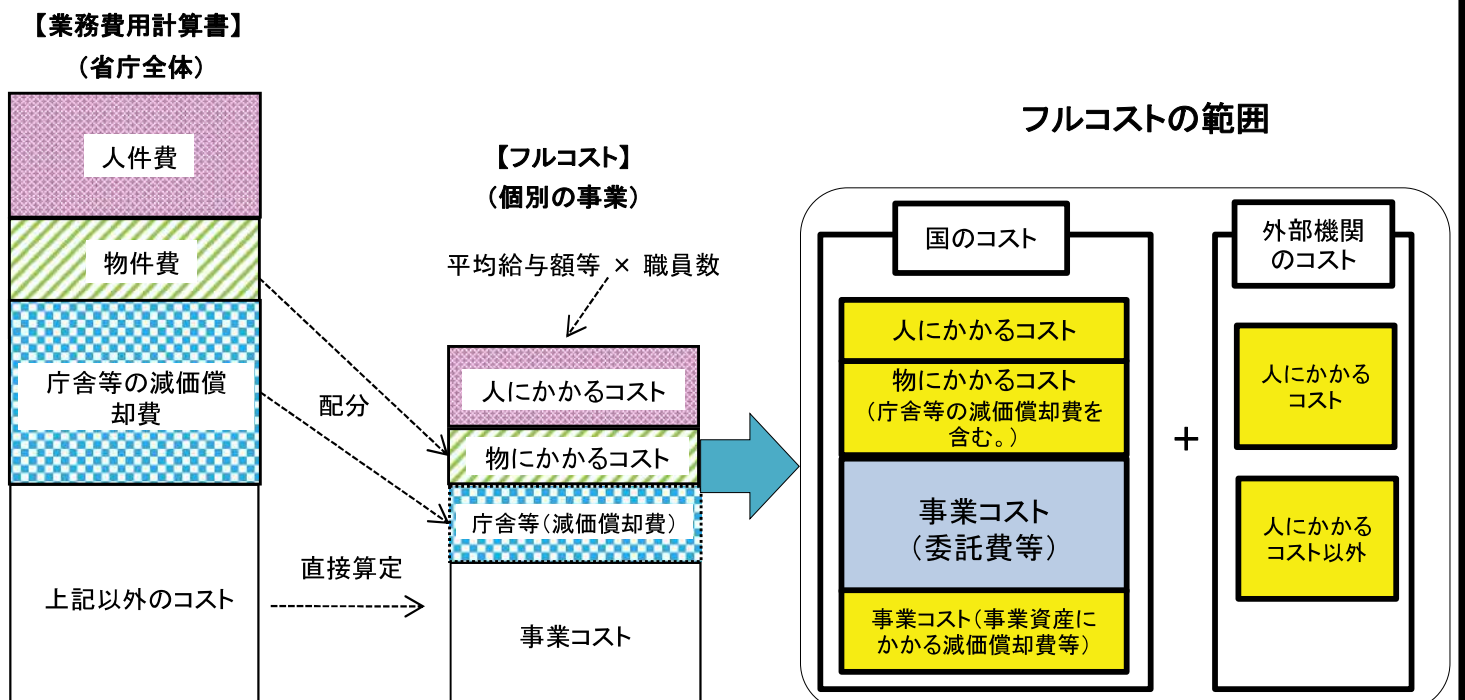 【業務費用計算書】
（省庁全体）
人件費
物件費
庁舎等の減価償
却費
上記以外のコスト
配分
直接算定
【フルコスト】
（個別の事業）
平均給与額等 × 職員数
人にかかるコスト
物にかかるコスト
庁舎等（減価償却費）
事業コスト
フルコストの範囲
国のコスト
人にかかるコスト
物にかかるコスト
（庁舎等の減価償却費を
含む。）
事業コスト
（委託費等）
事業コスト（事業資産に
かかる減価償却費等）
+
外部機関
のコスト
人にかかる
コスト
人にかかる
コスト以外